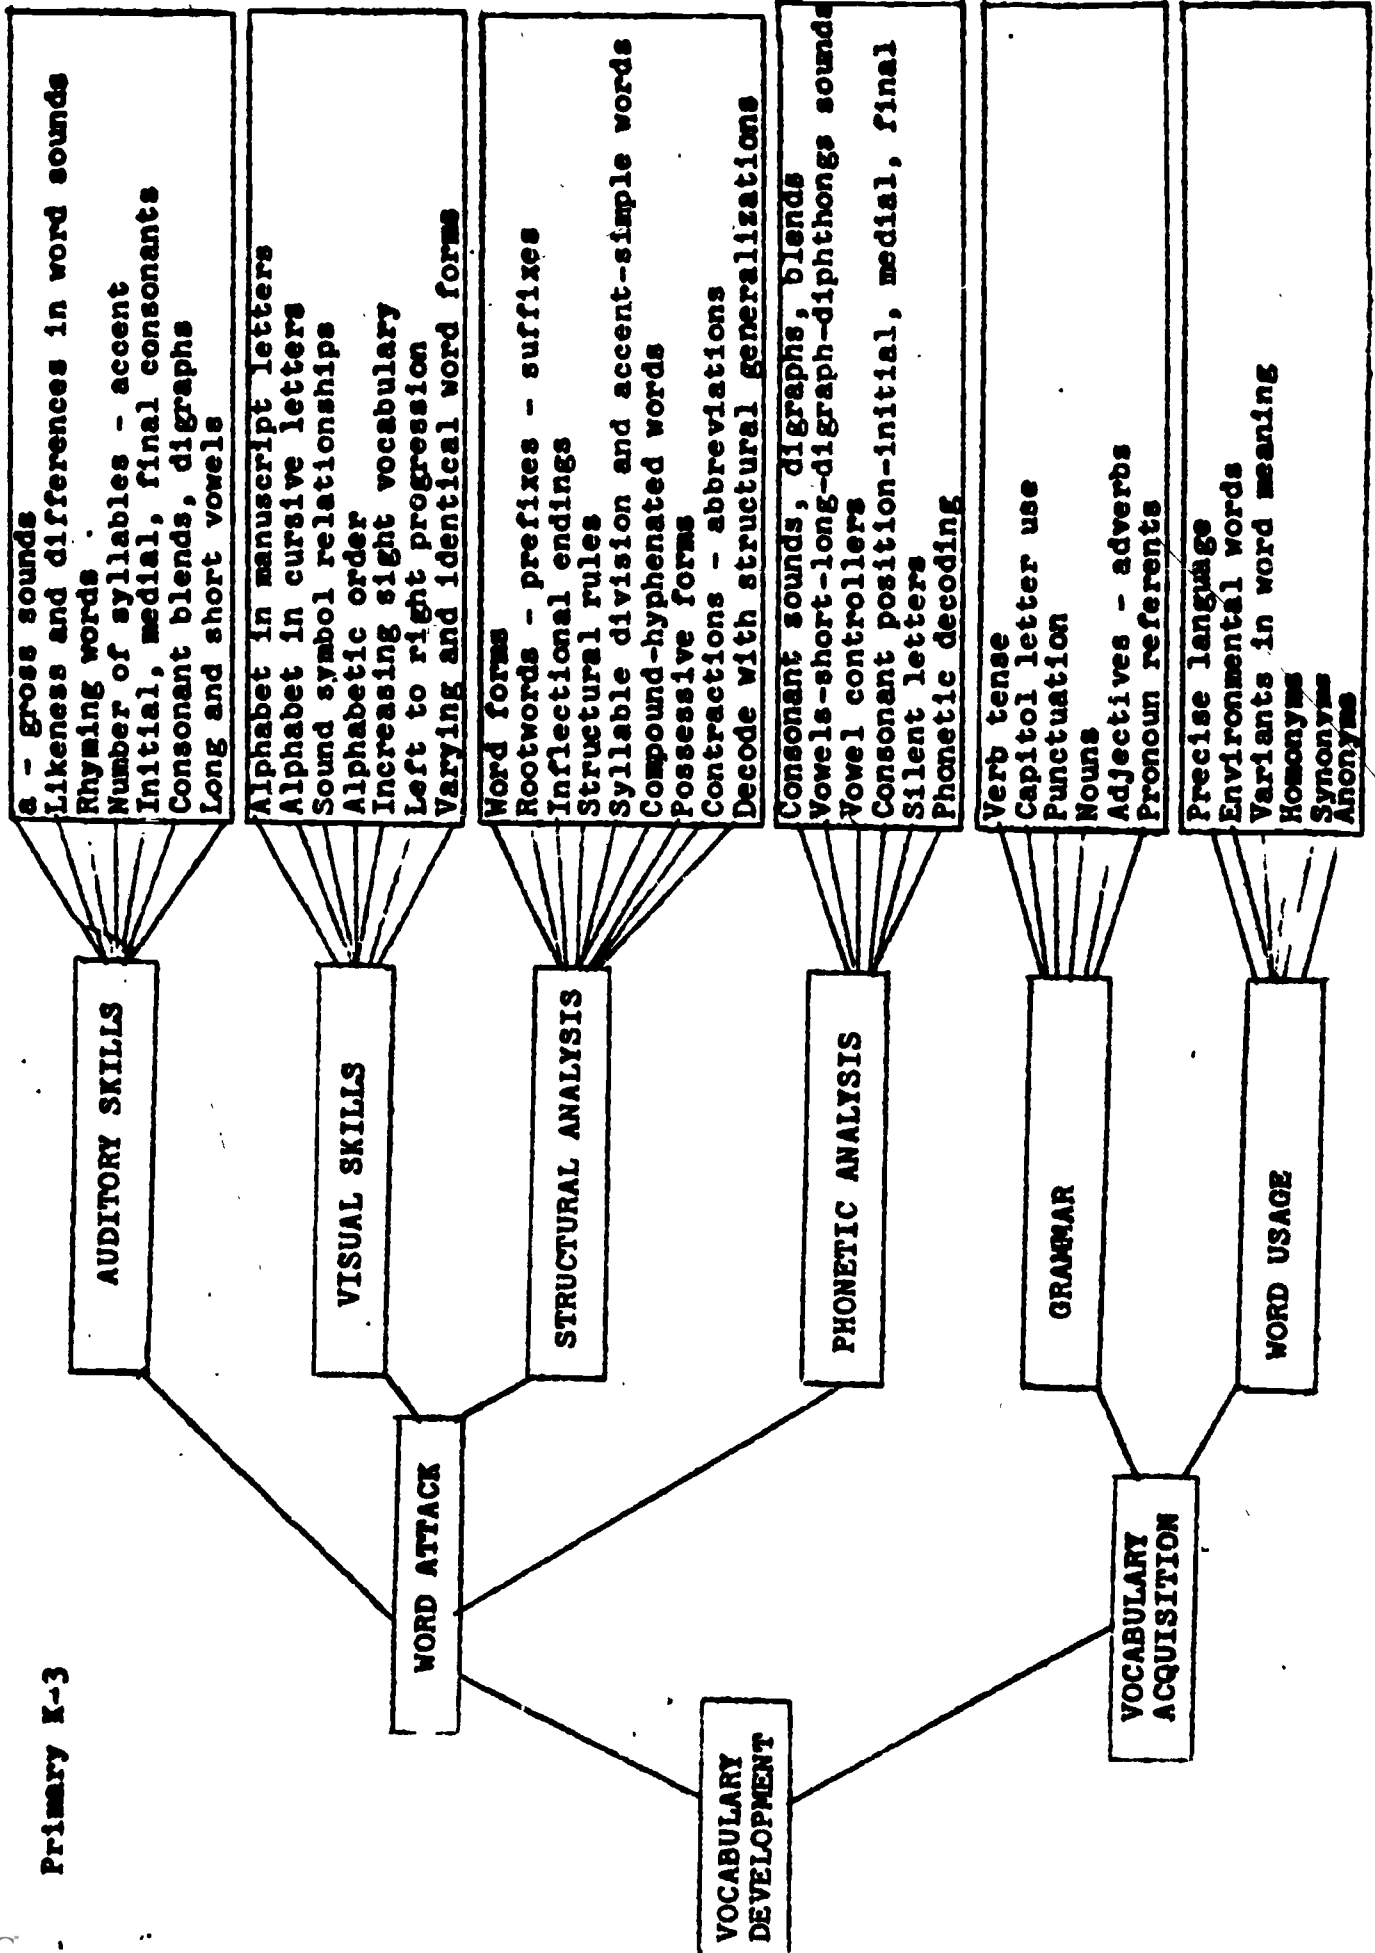 Primary K-3
VOCABULARY
DEVELOPMENT
WORD ATTACK
VOCABULARY
ACQUISITION
AUDITORY SKILLS
a - gross sounds
Likeness and differences in word sounds
Rhyming words
Number of syllables - accent
Initial, medial, final consonants
Consonant blends, digraphs
Long and short vowels
VISUAL SKILLS
Alphabet in manuscript letters
Alphabet in cursive letters
Sound symbol relationships
Alphabetic order
Increasing sight vocabulary
Left to right progression
Varying and identical word forms
STRUCTURAL ANALYSIS
Word forms
Rootwords - prefixes - suffixes
Inflectional endings
Structural rules
Syllable division and accent-simple words
Compound-hyphenated words
Possessive forms
Contractions - abbreviations
Decode with structural generalizations
PHONETIC ANALYSIS
Consonant sounds, digraphs, blends
Vowels-short-long-digraph-diphthongs sounds
Vowel controllers
Consonant position-initial, medial, final
Silent letters
Phonetic decoding
GRAMMAR
Verb tense
Capitol letter use
Punctuation
Nouns
Adjectives - adverbs
Pronoun referents
WORD USAGE
Precise language
Environmental words
Variants in word meaning
Homonyms
Synonyms
Anonyms